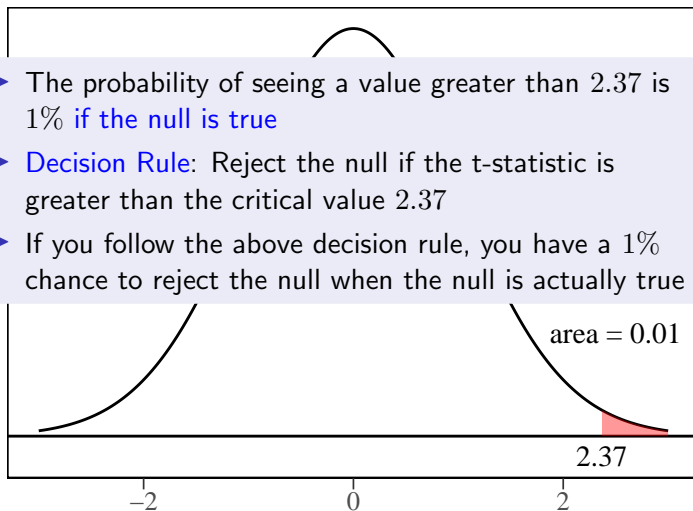 The probability of seeing a value greater than 2.37 is
1% if the null is true
Decision Rule: Reject the null if the t-statistic is
greater than the critical value 2.37
If you follow the above decision rule, you have a 1%
chance to reject the null when the null is actually true
area = 0.01
2.37
−2 0 2